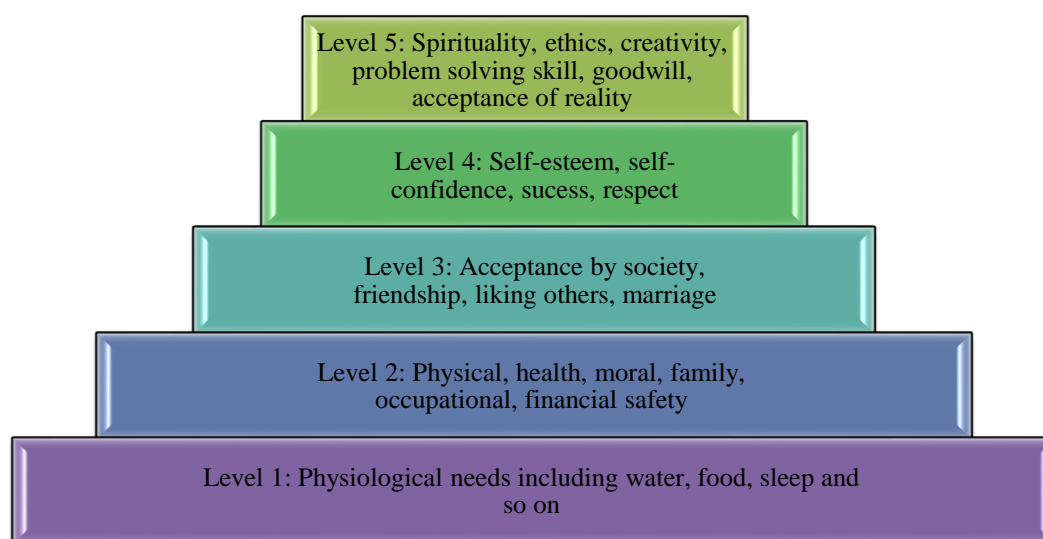 Level 5: Spirituality, ethics, creativity,
problem solving skill, goodwill,
acceptance of reality
Level 4: Self-esteem, self-
confidence, sucess, respect
Level 3: Acceptance by society,
friendship, liking others, marriage
Level 2: Physical, health, moral, family,
occupational, financial safety
Level 1: Physiological needs including water, food, sleep and
so on